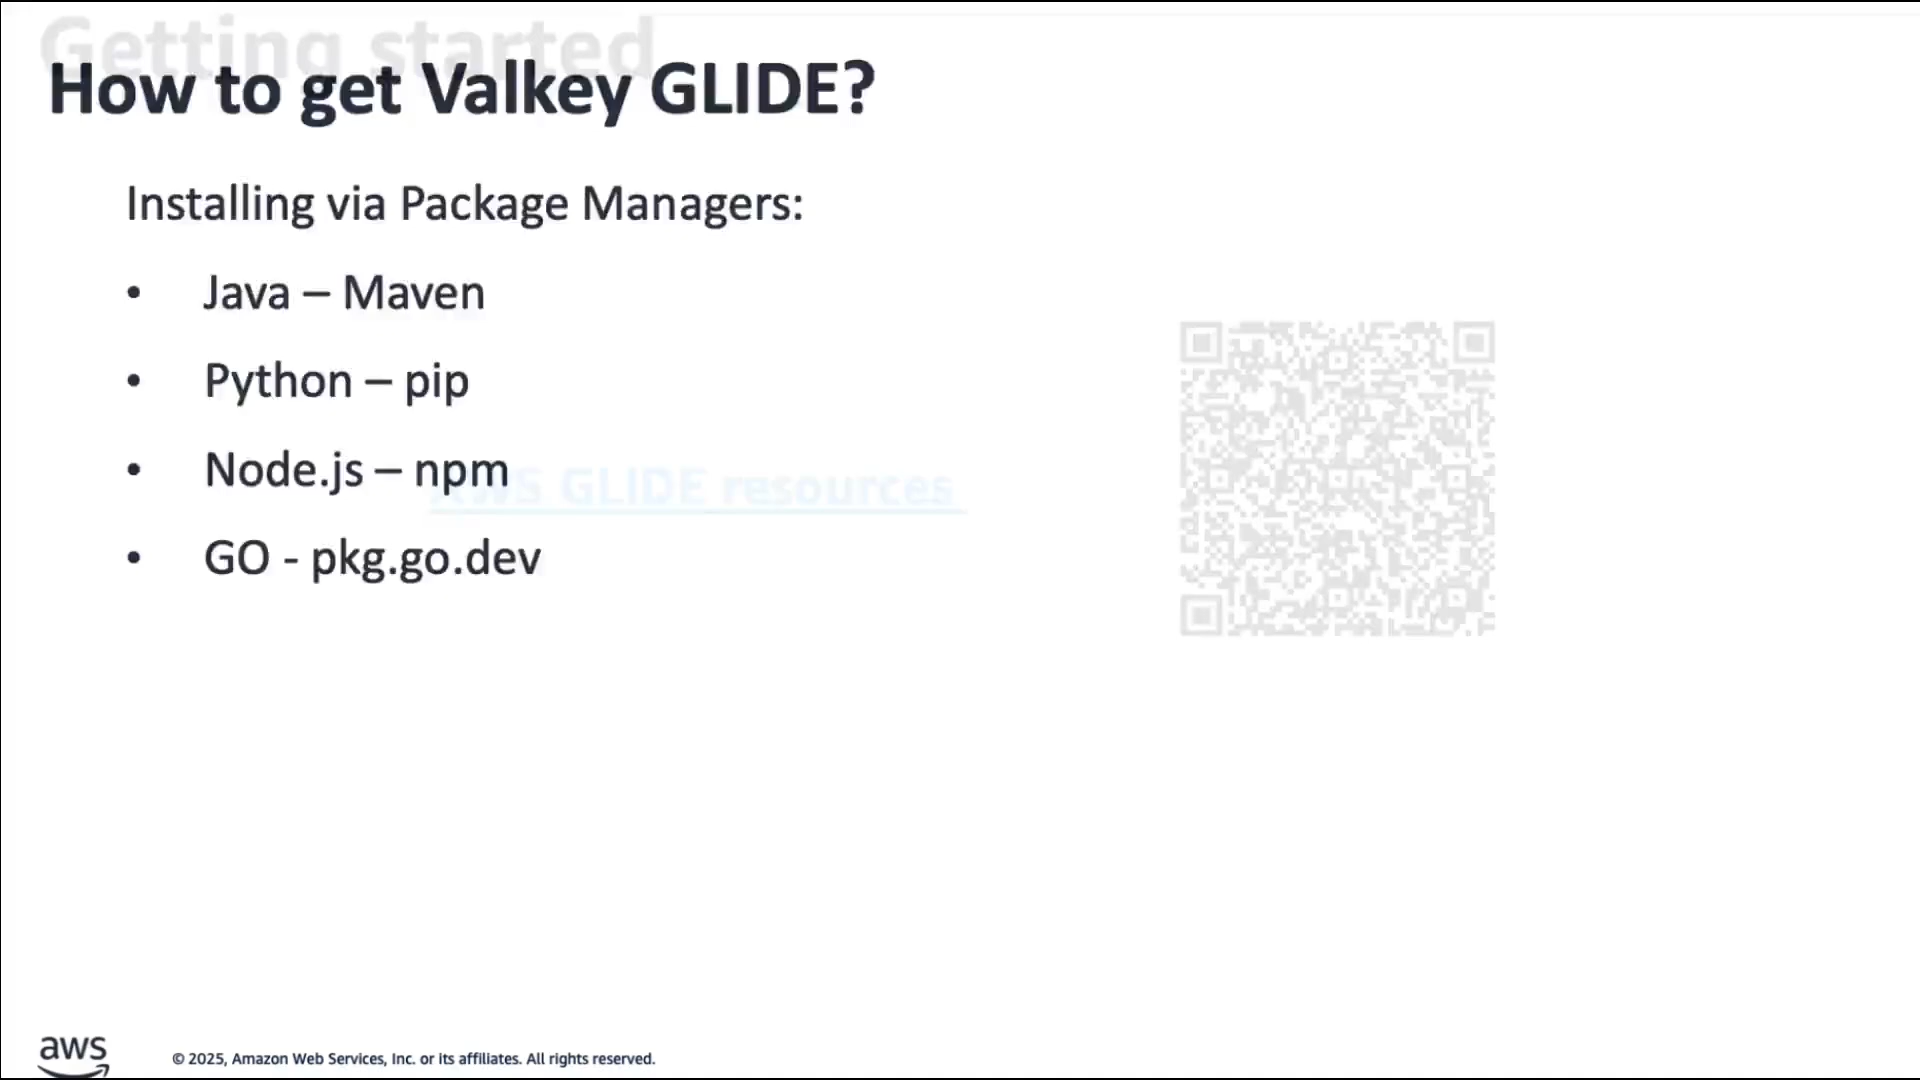 Getting started
How to get Valkey GLIDE?
Installing via Package Managers:
• Java – Maven
• Python – pip
• Node.js – npm
AWS GLIDE resources
• GO - pkg.go.dev
aws
© 2025, Amazon Web Services, Inc. or its affiliates. All rights reserved.